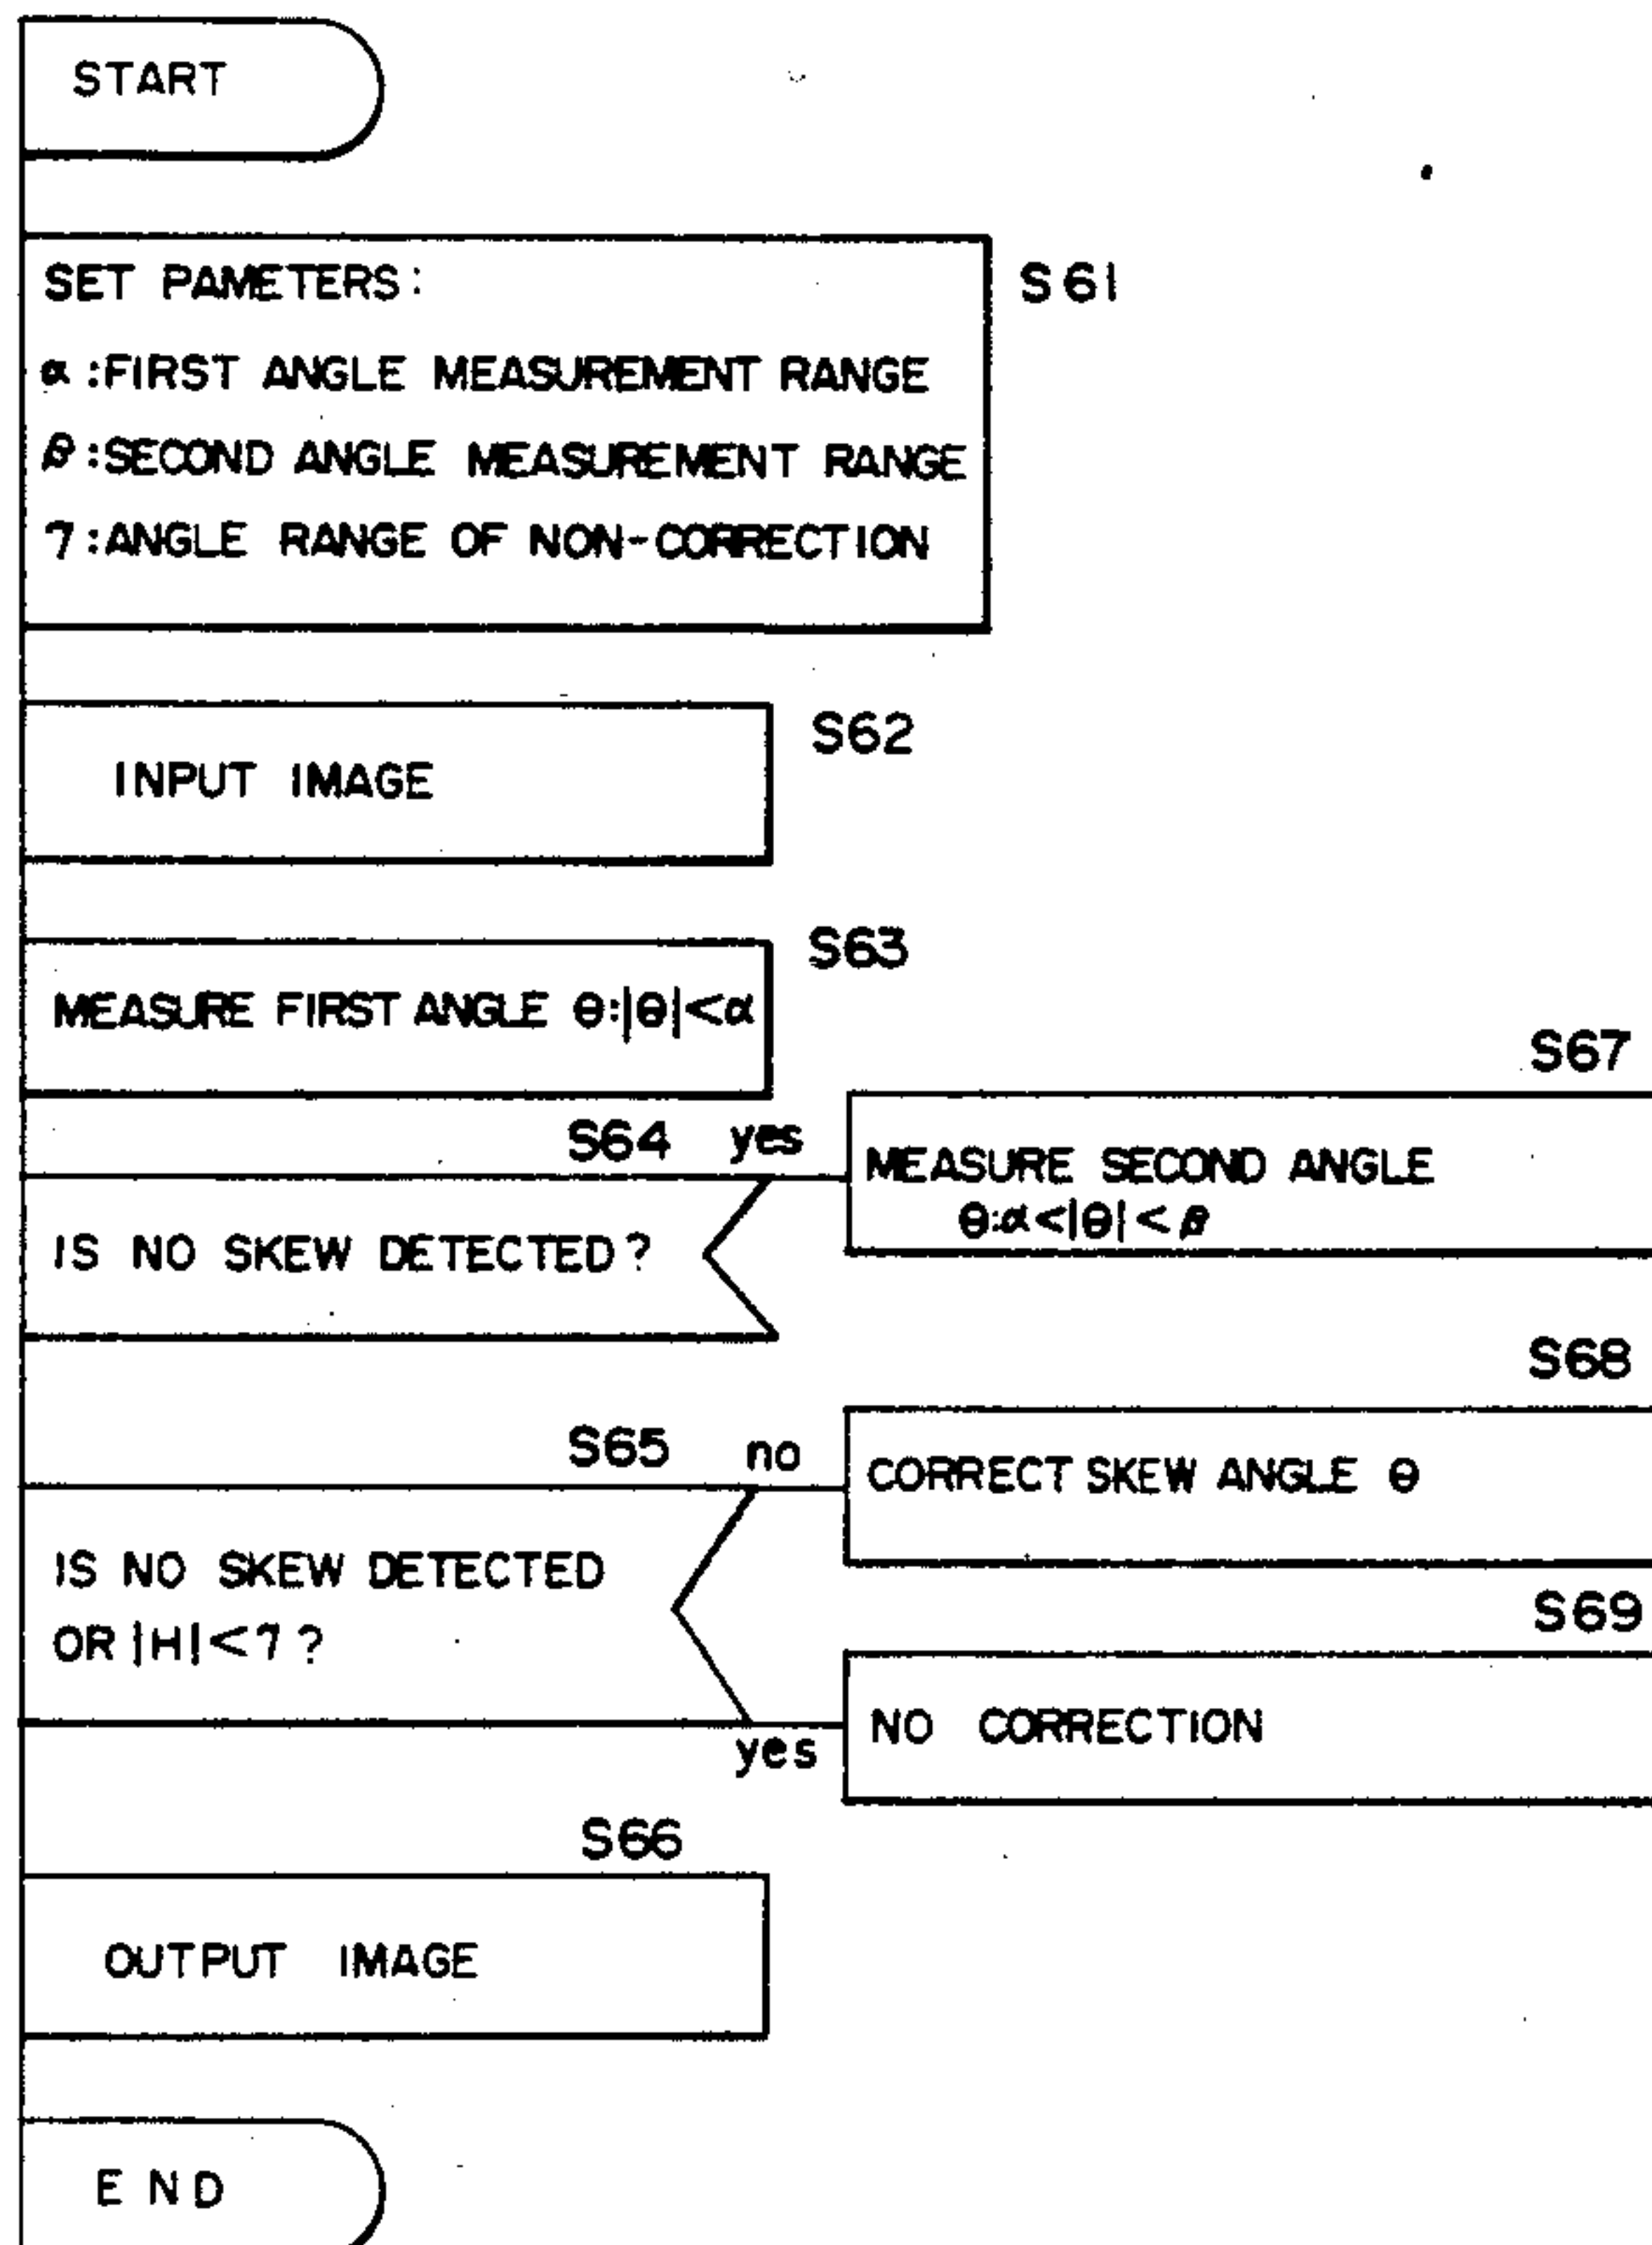 START
SET PAMETERS:
S61
α:FIRST ANGLE MEASUREMENT RANGE
β:SECOND ANGLE MEASUREMENT RANGE
7:ANGLE RANGE OF NON-CORRECTION
S62
INPUT IMAGE
S63
MEASURE FIRST ANGLE θ:|θ|<α
S67
S64 yes
MEASURE SECOND ANGLE
θ:α<|θ|<β
IS NO SKEW DETECTED?
S68
S65 no
CORRECT SKEW ANGLE θ
IS NO SKEW DETECTED
OR |H|<7?
S69
NO CORRECTION
yes
S66
OUTPUT IMAGE
END